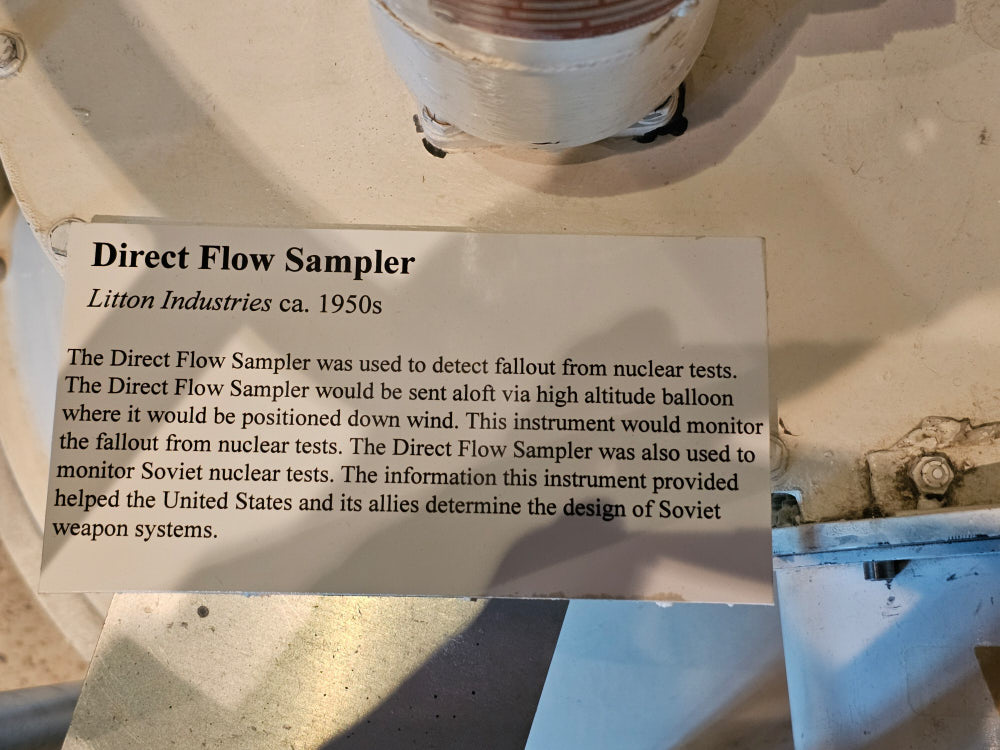 Direct Flow Sampler
Litton Industries ca. 1950s
The Direct Flow Sampler was used to detect fallout from nuclear tests.
The Direct Flow Sampler would be sent aloft via high altitude balloon
where it would be positioned down wind. This instrument would monitor
the fallout from nuclear tests. The Direct Flow Sampler was also used to
monitor Soviet nuclear tests. The information this instrument provided
helped the United States and its allies determine the design of Soviet
weapon systems.